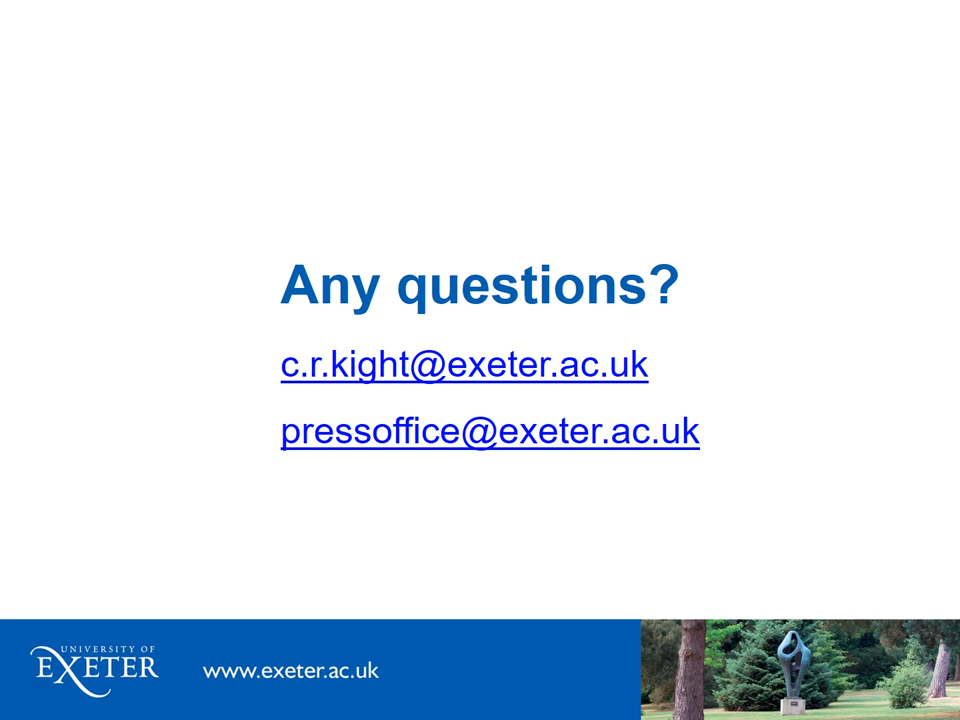 Any questions?
c.r.kight@exeter.ac.uk
pressoffice@exeter.ac.uk
UNIVERSITY OF
EXETER
www.exeter.ac.uk